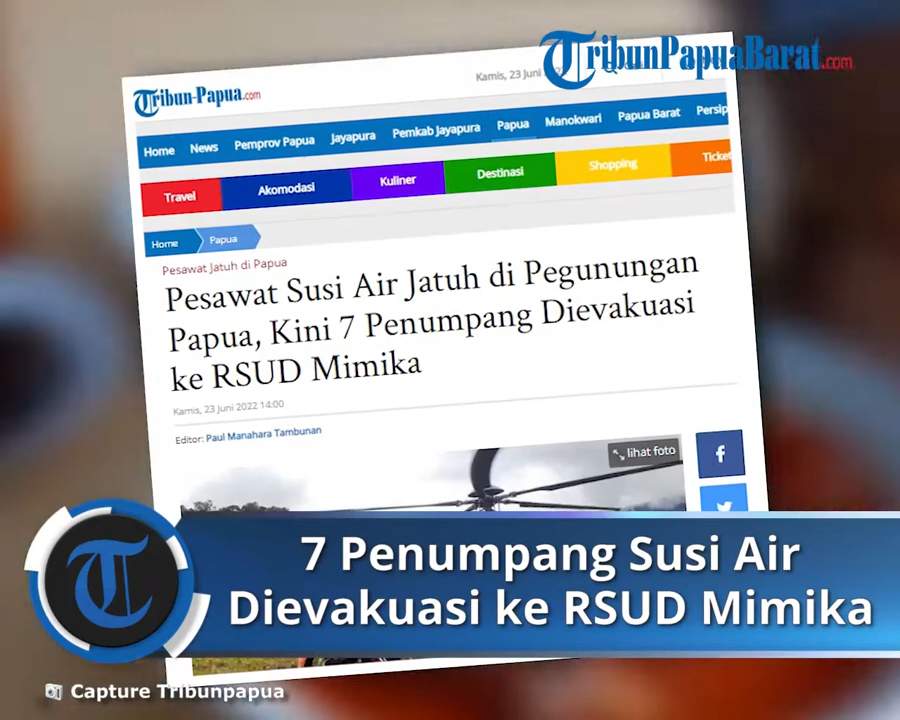 TribunPapuaBarat.com
Tribun-Papua.com
Kamis, 23 Juni
Home News Pemprov Papua Jayapura Pemkab Jayapura Papua Manokwari Papua Barat Persip
Travel Akomodasi Kuliner Destinasi Shopping Ticket
Home Papua
Pesawat Jatuh di Papua
Pesawat Susi Air Jatuh di Pegunungan
Papua, Kini 7 Penumpang Dievakuasi
ke RSUD Mimika
Kamis, 23 Juni 2022 14:00
Editor: Paul Manahara Tambunan
lihat foto
7 Penumpang Susi Air
Dievakuasi ke RSUD Mimika
Capture Tribunpapua